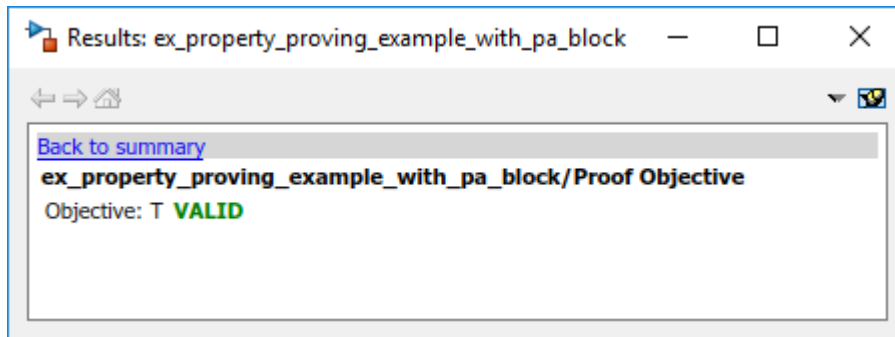 Results: ex_property_proving_example_with_pa_block
Back to summary
ex_property_proving_example_with_pa_block/Proof Objective
Objective: T VALID